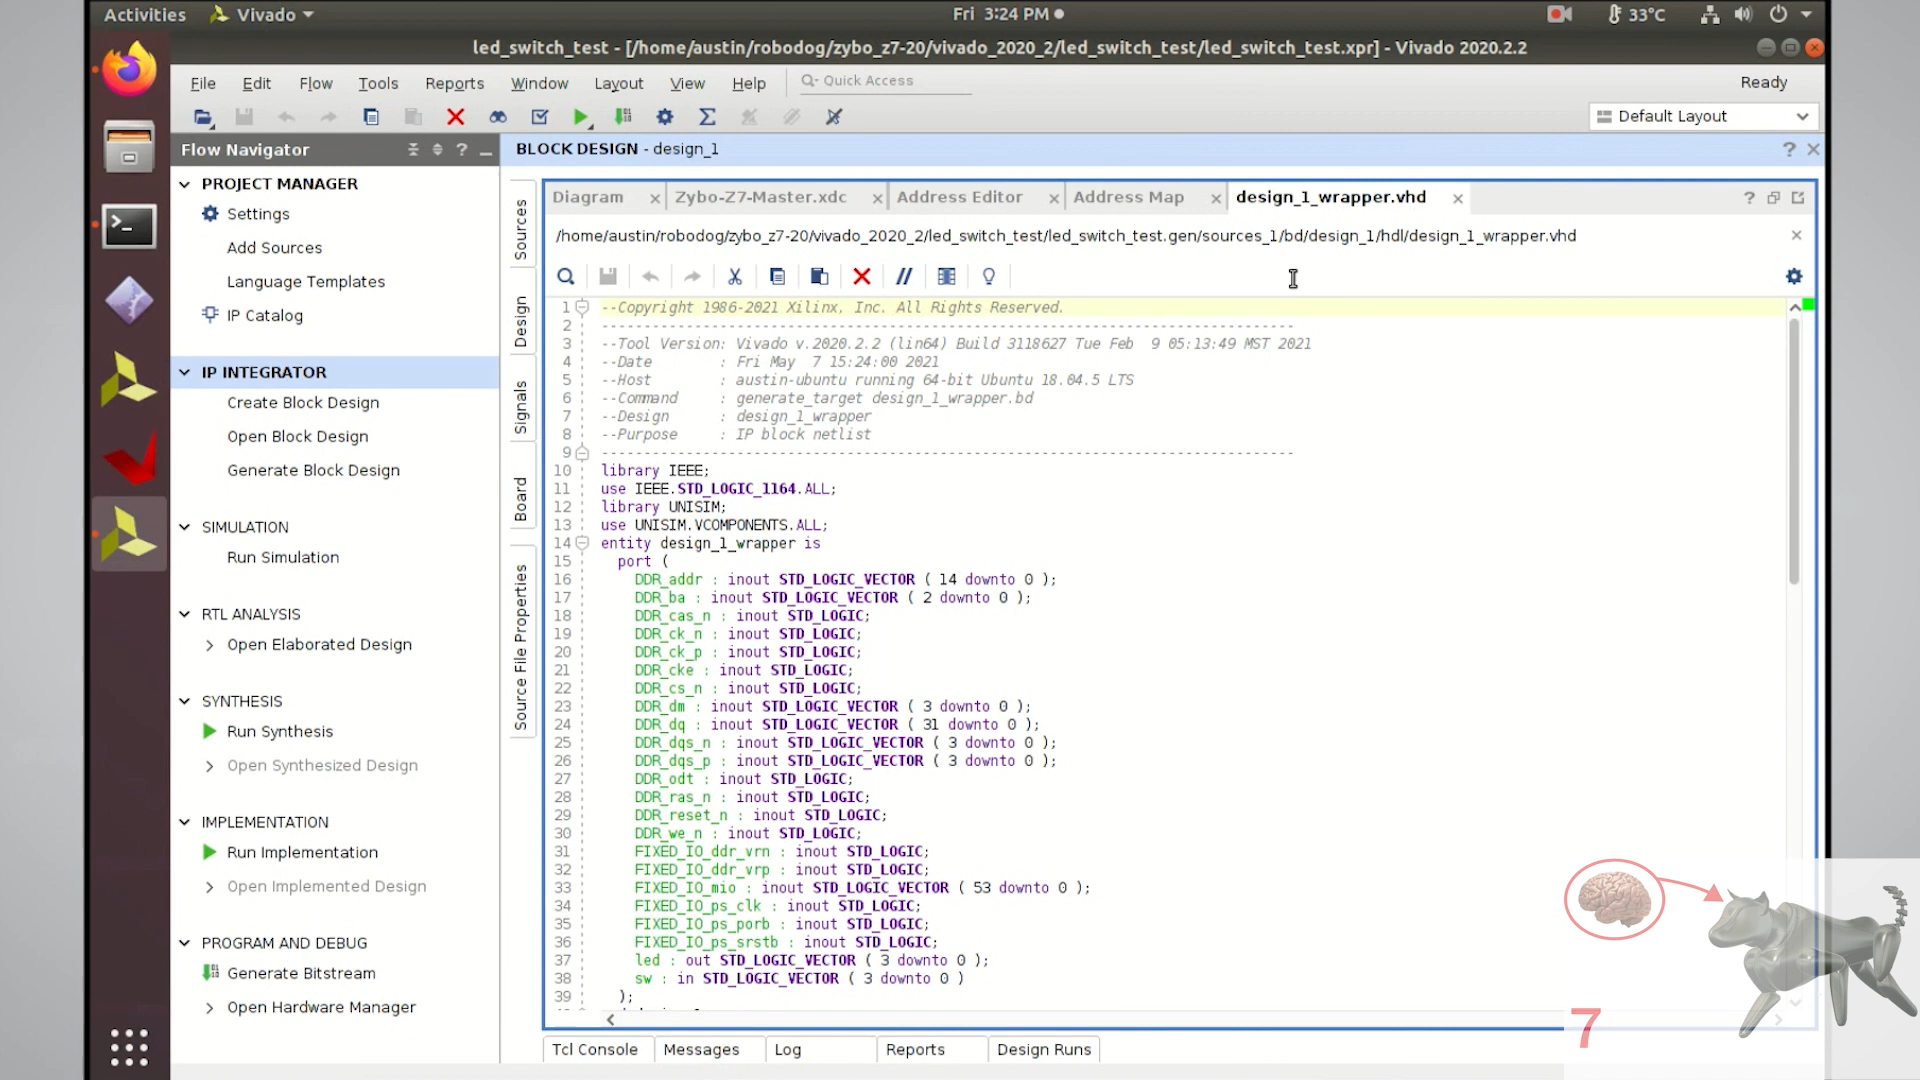 Activities Vivado Fri 3:24 PM 33°C
led_switch_test - [/home/austin/robodog/zybo_z7-20/vivado_2020_2/led_switch_test/led_switch_test.xpr] - Vivado 2020.2.2
File Edit Flow Tools Reports Window Layout View Help Quick Access Ready
Default Layout
Flow Navigator
PROJECT MANAGER
Settings
Add Sources
Language Templates
IP Catalog
IP INTEGRATOR
Create Block Design
Open Block Design
Generate Block Design
SIMULATION
Run Simulation
RTL ANALYSIS
Open Elaborated Design
SYNTHESIS
Run Synthesis
Open Synthesized Design
IMPLEMENTATION
Run Implementation
Open Implemented Design
PROGRAM AND DEBUG
Generate Bitstream
Open Hardware Manager
BLOCK DESIGN - design_1
Sources
Design
Signals
Board
Source File Properties
Diagram Zybo-Z7-Master.xdc Address Editor Address Map design_1_wrapper.vhd
/home/austin/robodog/zybo_z7-20/vivado_2020_2/led_switch_test/led_switch_test.gen/sources_1/bd/design_1/hdl/design_1_wrapper.vhd
1 --Copyright 1986-2021 Xilinx, Inc. All Rights Reserved.
2 ----------------------------------------------------------------------------------
3 --Tool Version: Vivado v.2020.2.2 (lin64) Build 3118627 Tue Feb  9 05:13:49 MST 2021
4 --Date        : Fri May  7 15:24:00 2021
5 --Host        : austin-ubuntu running 64-bit Ubuntu 18.04.5 LTS
6 --Command     : generate_target design_1_wrapper.bd
7 --Design      : design_1_wrapper
8 --Purpose     : IP block netlist
9 ----------------------------------------------------------------------------------
10 library IEEE;
11 use IEEE.STD_LOGIC_1164.ALL;
12 library UNISIM;
13 use UNISIM.VCOMPONENTS.ALL;
14 entity design_1_wrapper is
15 port (
16 DDR_addr : inout STD_LOGIC_VECTOR ( 14 downto 0 );
17 DDR_ba : inout STD_LOGIC_VECTOR ( 2 downto 0 );
18 DDR_cas_n : inout STD_LOGIC;
19 DDR_ck_n : inout STD_LOGIC;
20 DDR_ck_p : inout STD_LOGIC;
21 DDR_cke : inout STD_LOGIC;
22 DDR_cs_n : inout STD_LOGIC;
23 DDR_dm : inout STD_LOGIC_VECTOR ( 3 downto 0 );
24 DDR_dq : inout STD_LOGIC_VECTOR ( 31 downto 0 );
25 DDR_dqs_n : inout STD_LOGIC_VECTOR ( 3 downto 0 );
26 DDR_dqs_p : inout STD_LOGIC_VECTOR ( 3 downto 0 );
27 DDR_odt : inout STD_LOGIC;
28 DDR_ras_n : inout STD_LOGIC;
29 DDR_reset_n : inout STD_LOGIC;
30 DDR_we_n : inout STD_LOGIC;
31 FIXED_IO_ddr_vrn : inout STD_LOGIC;
32 FIXED_IO_ddr_vrp : inout STD_LOGIC;
33 FIXED_IO_mio : inout STD_LOGIC_VECTOR ( 53 downto 0 );
34 FIXED_IO_ps_clk : inout STD_LOGIC;
35 FIXED_IO_ps_porb : inout STD_LOGIC;
36 FIXED_IO_ps_srstb : inout STD_LOGIC;
37 led : out STD_LOGIC_VECTOR ( 3 downto 0 );
38 sw : in STD_LOGIC_VECTOR ( 3 downto 0 )
39 );
Tcl Console Messages Log Reports Design Runs
7